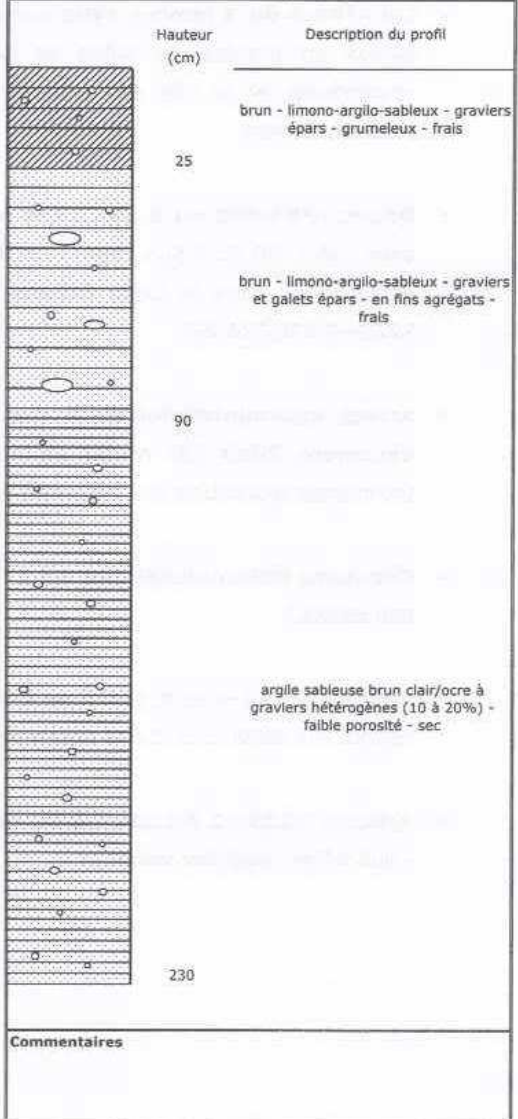 Hauteur
(cm)
Description du profil
brun - limono-argilo-sableux - graviers
épars - grumeleux - frais
25
brun - limono-argilo-sableux - graviers
et galets épars - en fins agrégats -
frais
90
argile sableuse brun clair/ocre à
graviers hétérogènes (10 à 20%) -
faible porosité - sec
230
Commentaires